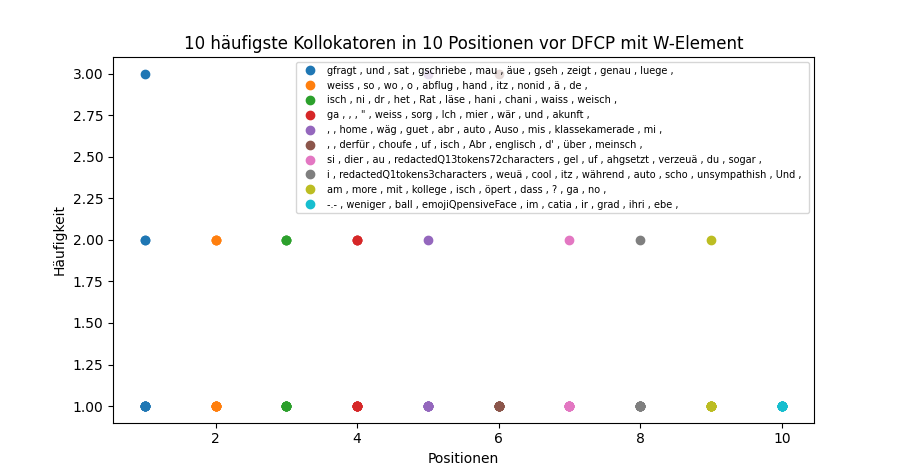 10 häufigste Kollokatoren in 10 Positionen vor DFCP mit W-Element
3.00
2.75
2.50
2.25
2.00
1.75
1.50
1.25
1.00
Häufigkeit
gfragt , und , sat , gschriebe , mau , äue , gseh , zeigt , genau , luege ,
weiss , so , wo , o , abflug , hand , itz , nonid , ä , de ,
isch , ni , dr , het , Rat , läse , hani , chani , waiss , weisch ,
ga , , , " , weiss , sorg , Ich , mier , wär , und , akunft ,
, , home , wäg , guet , abr , auto , Auso , mis , klassekamerade , mi ,
, , derfür , choufe , uf , isch , Abr , englisch , d' , über , meinsch ,
si , dier , au , redactedQ13tokens72characters , gel , uf , ahgsetzt , verzeuä , du , sogar ,
i , redactedQ1tokens3characters , weuä , cool , itz , während , auto , scho , unsympathish , Und ,
am , more , mit , kollege , isch , öpert , dass , ? , ga , no ,
-.- , weniger , ball , emojiQpensiveFace , im , catia , ir , grad , ihri , ebe ,
2 4 6 8 10
Positionen